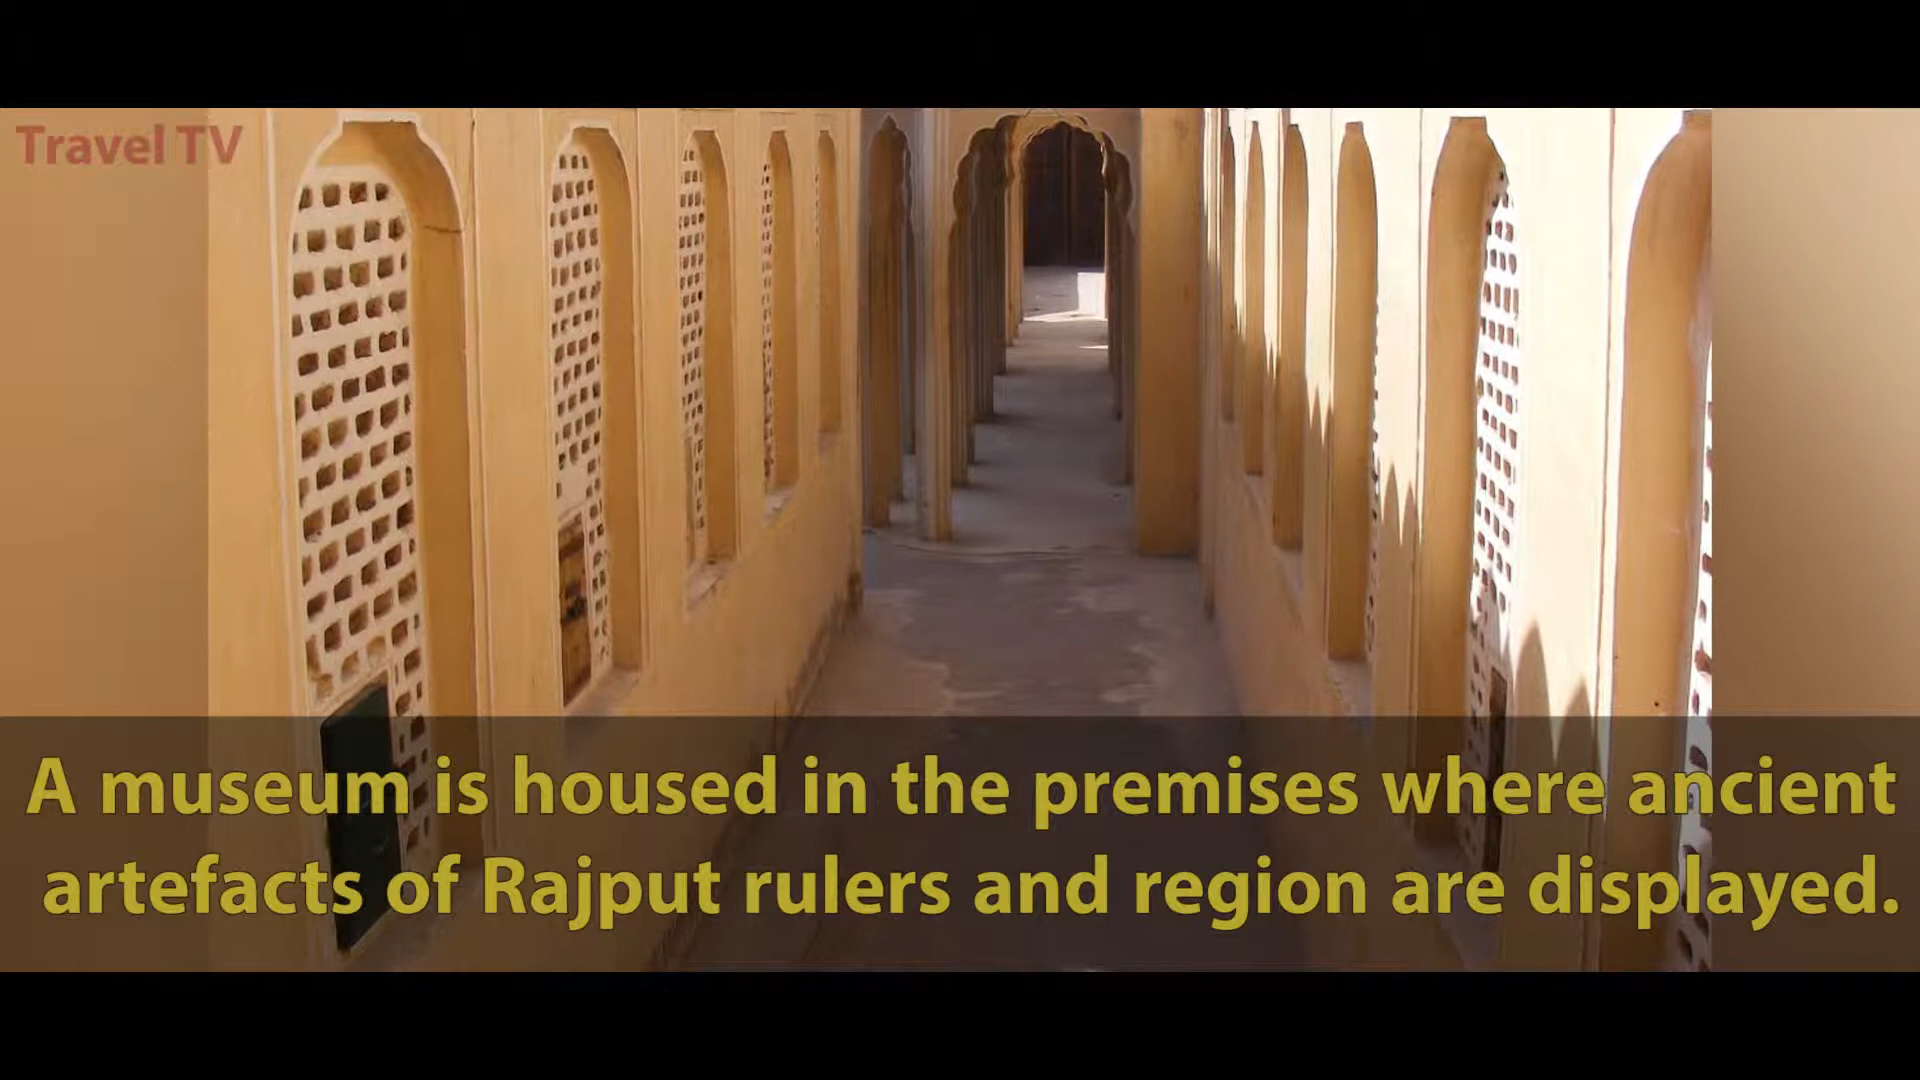 Travel TV
A museum is housed in the premises where ancient
artefacts of Rajput rulers and region are displayed.